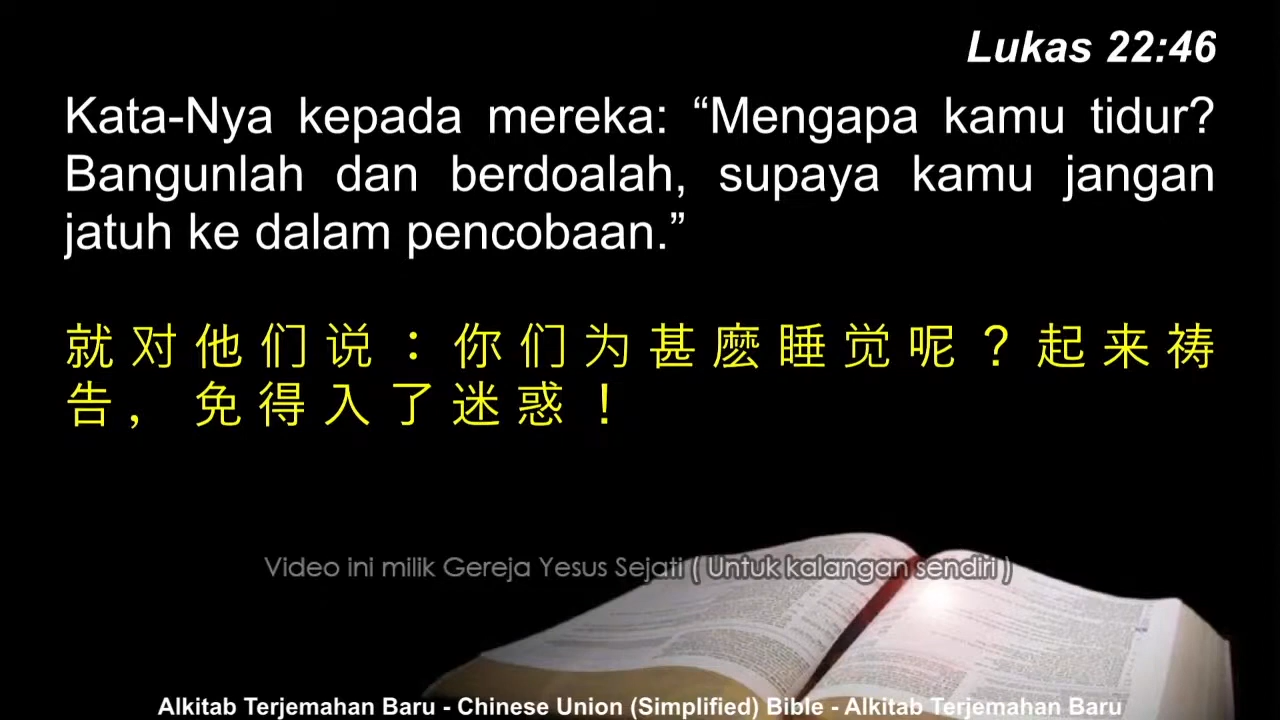 Lukas 22:46
Kata-Nya kepada mereka: “Mengapa kamu tidur?
Bangunlah dan berdoalah, supaya kamu jangan
jatuh ke dalam pencobaan.”
就对他们说：你们为甚麽睡觉呢？起来祷
告， 免得入了迷惑！
Video ini milik Gereja Yesus Sejati ( Untuk kalangan sendiri )
Alkitab Terjemahan Baru - Chinese Union (Simplified) Bible - Alkitab Terjemahan Baru